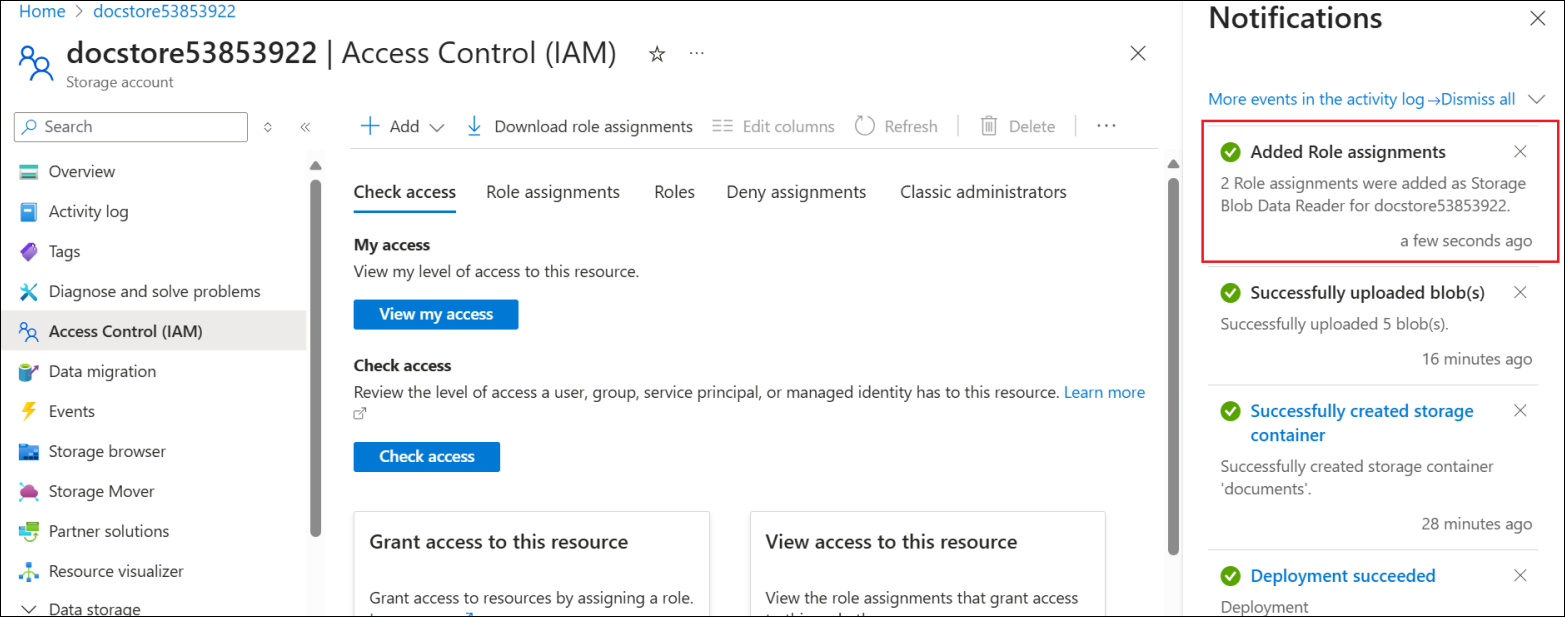 Home > docstore53853922
docstore53853922 | Access Control (IAM)
Storage account
Search
Overview
Activity log
Tags
Diagnose and solve problems
Access Control (IAM)
Data migration
Events
Storage browser
Storage Mover
Partner solutions
Resource visualizer
Data storage
Add Download role assignments Edit columns Refresh Delete
Check access Role assignments Roles Deny assignments Classic administrators
My access
View my level of access to this resource.
View my access
Check access
Review the level of access a user, group, service principal, or managed identity has to this resource. Learn more
Check access
Grant access to this resource
Grant access to resources by assigning a role.
View access to this resource
View the role assignments that grant access
Notifications
More events in the activity log → Dismiss all
Added Role assignments
2 Role assignments were added as Storage
Blob Data Reader for docstore53853922.
a few seconds ago
Successfully uploaded blob(s)
Successfully uploaded 5 blob(s).
16 minutes ago
Successfully created storage
container
Successfully created storage container
'documents'.
28 minutes ago
Deployment succeeded
Deployment